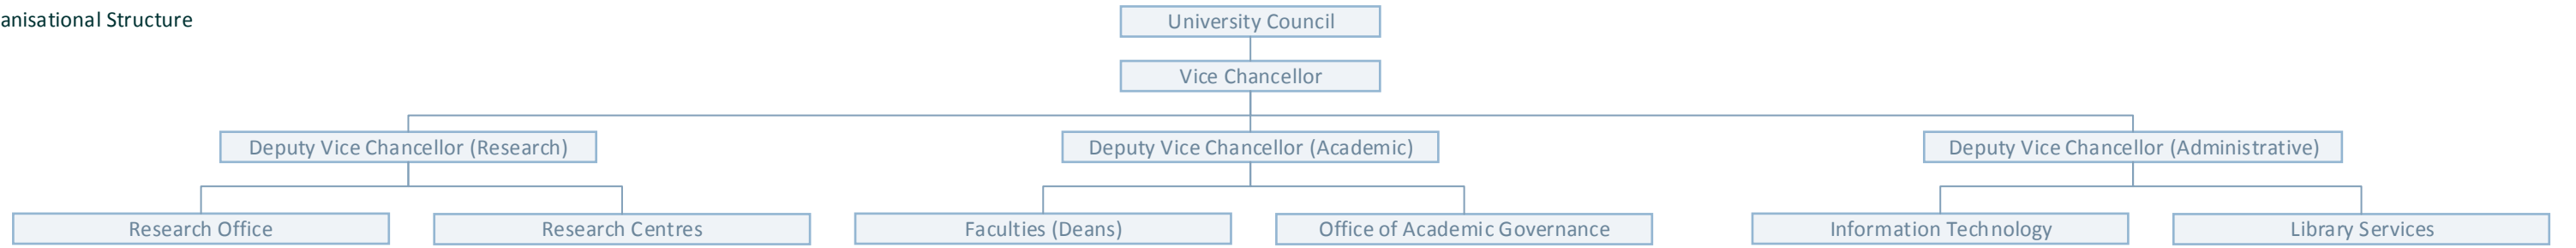 anisational Structure
University Council
Vice Chancellor
Deputy Vice Chancellor (Research)
Deputy Vice Chancellor (Academic)
Deputy Vice Chancellor (Administrative)
Research Office
Research Centres
Faculties (Deans)
Office of Academic Governance
Information Technology
Library Services